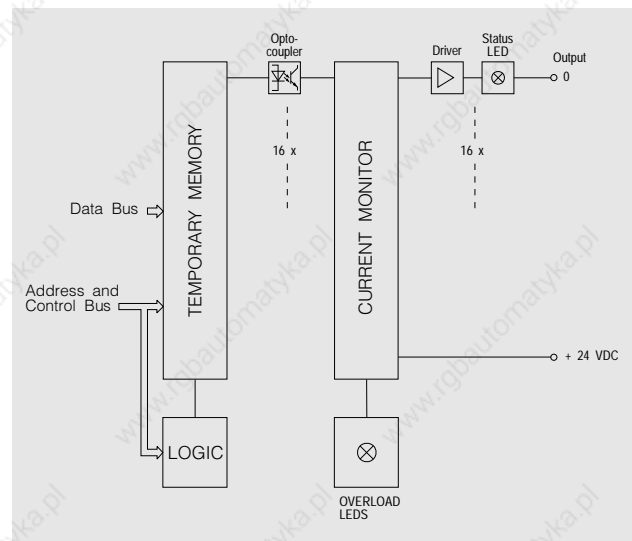 Opto-
coupler
Driver
Status
LED
Output
0
16 x
16 x
TEMPORARY MEMORY
CURRENT MONITOR
Data Bus
Address and
Control Bus
+ 24 VDC
LOGIC
OVERLOAD
LEDS
www.rgbautomatyka.pl